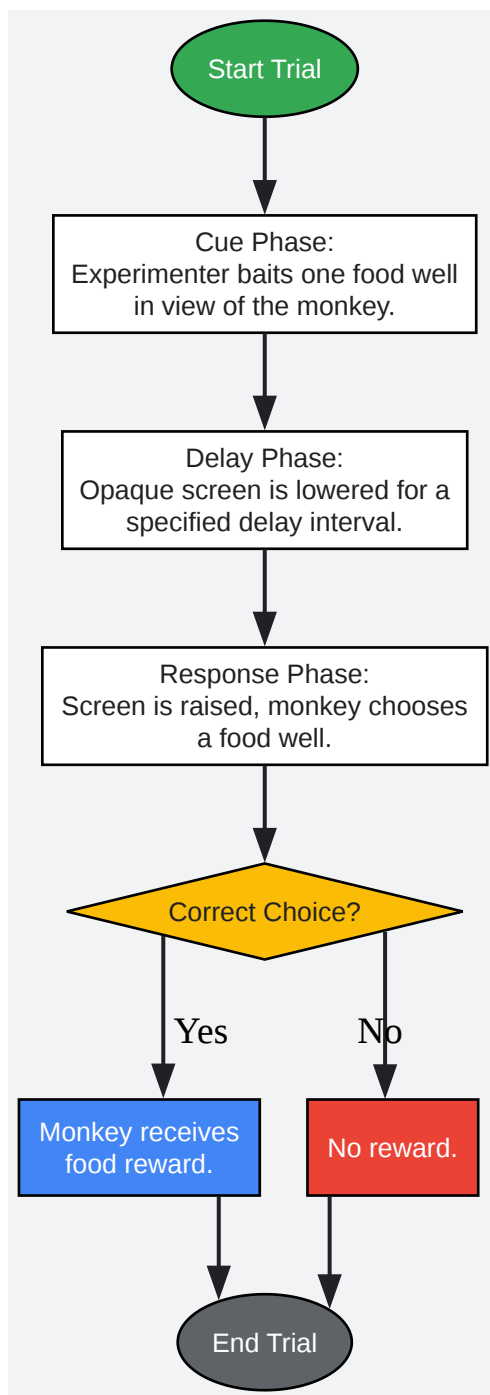 Start Trial
Cue Phase:
Experimenter baits one food well
in view of the monkey.
Delay Phase:
Opaque screen is lowered for a
specified delay interval.
Response Phase:
Screen is raised, monkey chooses
a food well.
Correct Choice?
Yes
No
Monkey receives
food reward.
No reward.
End Trial